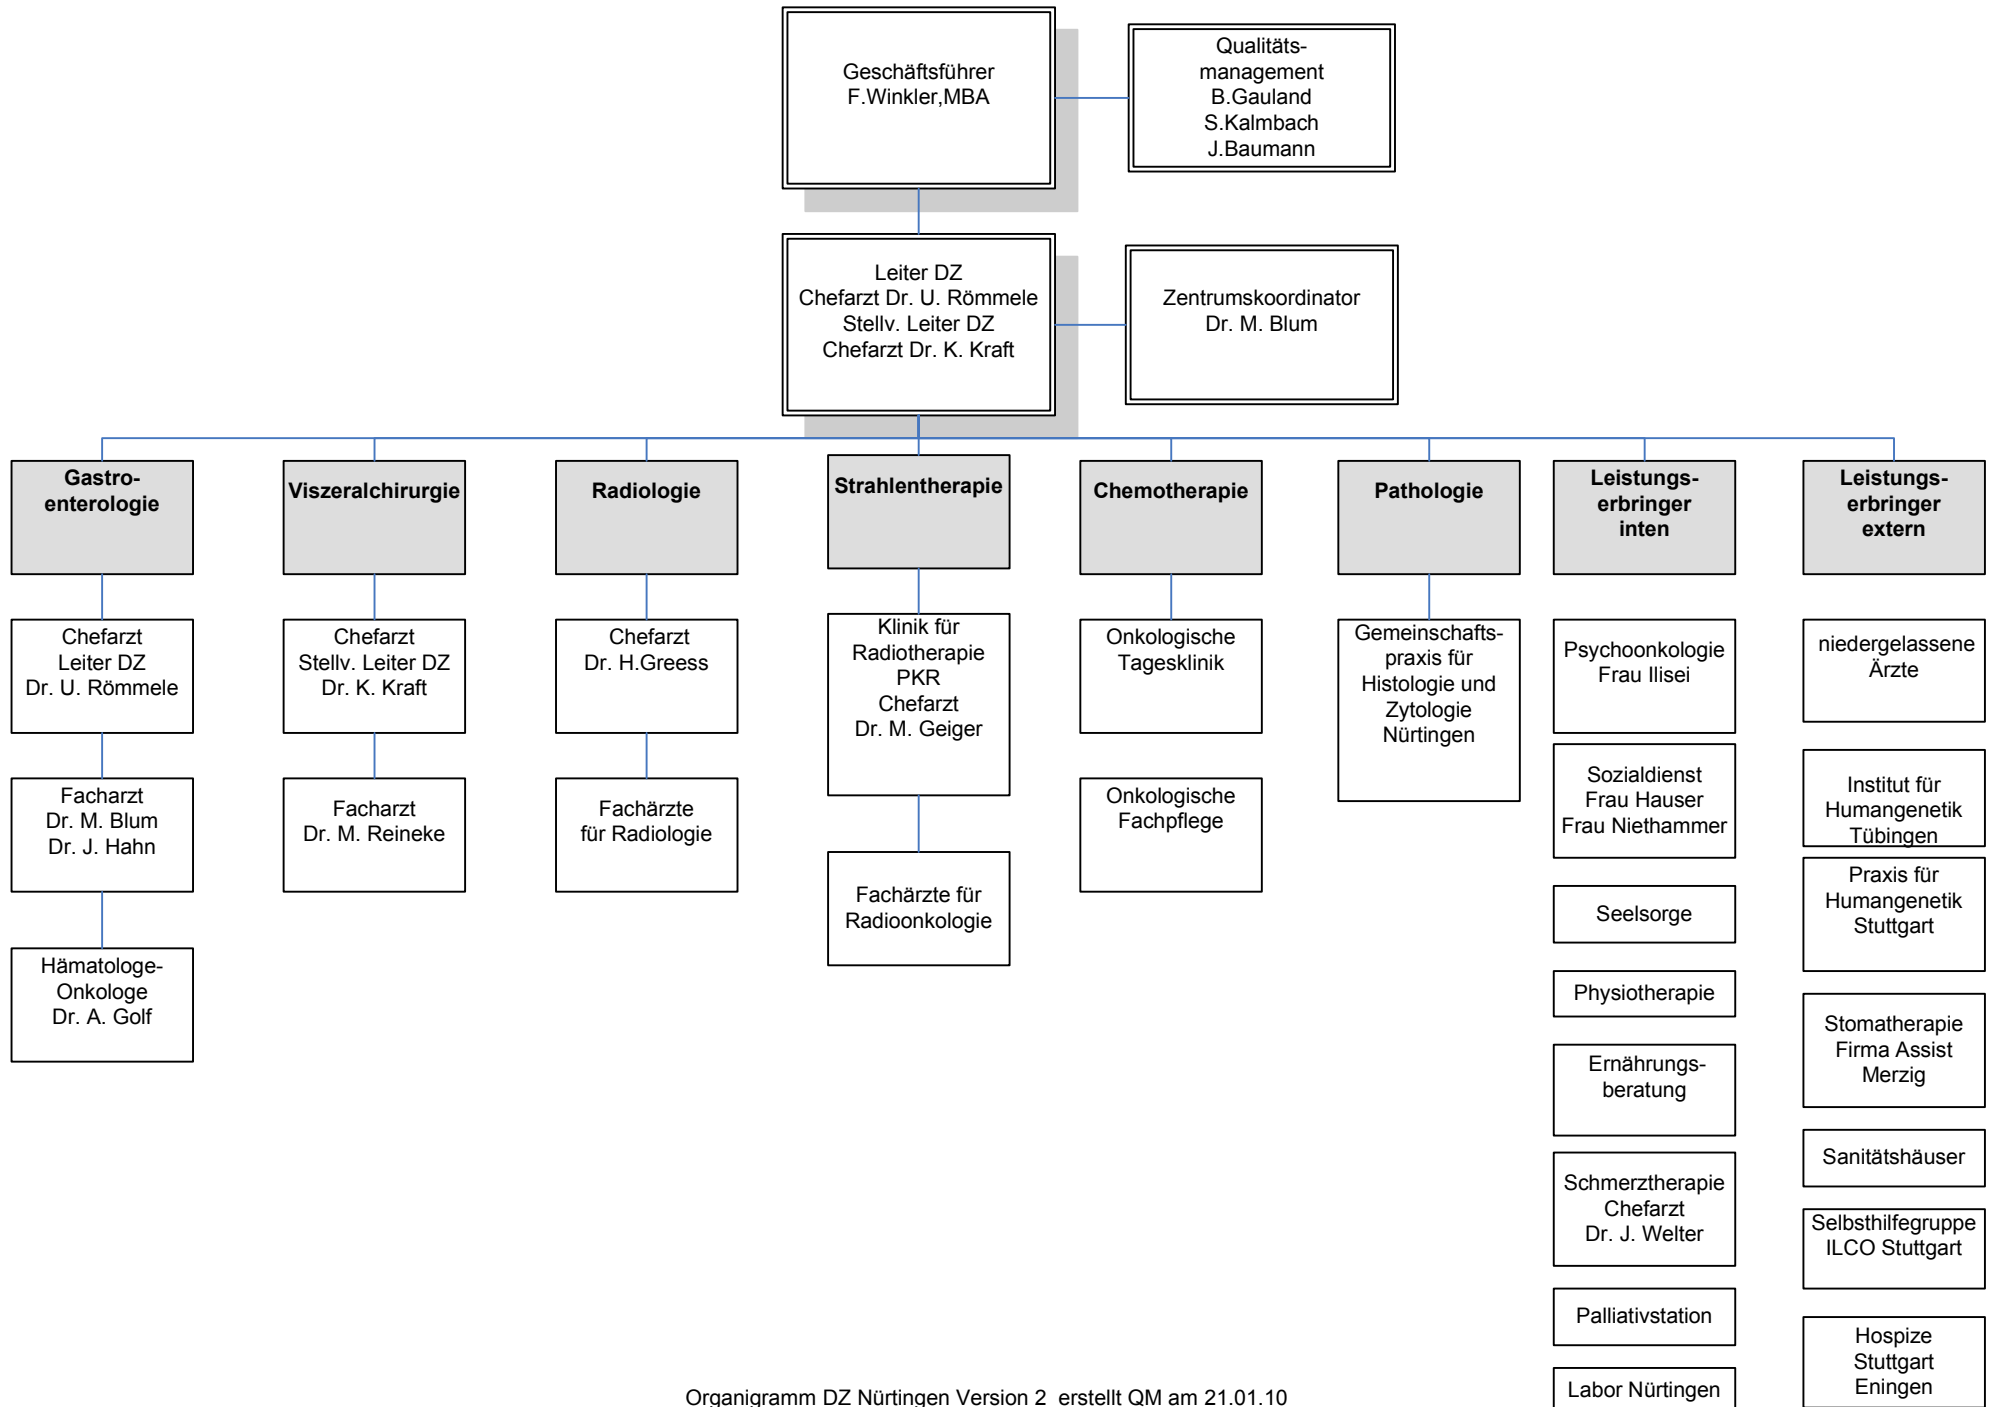 Geschäftsführer
F.Winkler,MBA
Qualitäts-
management
B.Gauland
S.Kalmbach
J.Baumann
Leiter DZ
Chefarzt Dr. U. Römmele
Stellv. Leiter DZ
Chefarzt Dr. K. Kraft
Zentrumskoordinator
Dr. M. Blum
Gastro-
enterologie
Viszeralchirurgie
Radiologie
Strahlentherapie
Chemotherapie
Pathologie
Leistungs-
erbringer
inten
Leistungs-
erbringer
extern
Chefarzt
Leiter DZ
Dr. U. Römmele
Facharzt
Dr. M. Blum
Dr. J. Hahn
Hämatologe-
Onkologe
Dr. A. Golf
Chefarzt
Stellv. Leiter DZ
Dr. K. Kraft
Facharzt
Dr. M. Reineke
Chefarzt
Dr. H.Greess
Fachärzte
für Radiologie
Klinik für
Radiotherapie
PKR
Chefarzt
Dr. M. Geiger
Fachärzte für
Radioonkologie
Onkologische
Tagesklinik
Onkologische
Fachpflege
Gemeinschafts-
praxis für
Histologie und
Zytologie
Nürtingen
Psychoonkologie
Frau Ilisei
Sozialdienst
Frau Hauser
Frau Niethammer
Seelsorge
Physiotherapie
Ernährungs-
beratung
Schmerztherapie
Chefarzt
Dr. J. Welter
Palliativstation
Labor Nürtingen
niedergelassene
Ärzte
Institut für
Humangenetik
Tübingen
Praxis für
Humangenetik
Stuttgart
Stomatherapie
Firma Assist
Merzig
Sanitätshäuser
Selbsthilfegruppe
ILCO Stuttgart
Hospize
Stuttgart
Eningen
Organigramm DZ Nürtingen Version 2 erstellt QM am 21.01.10